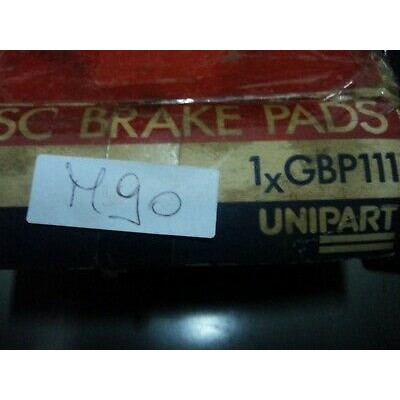 SC BRAKE PADS
1xGBP111
M90
UNIPART